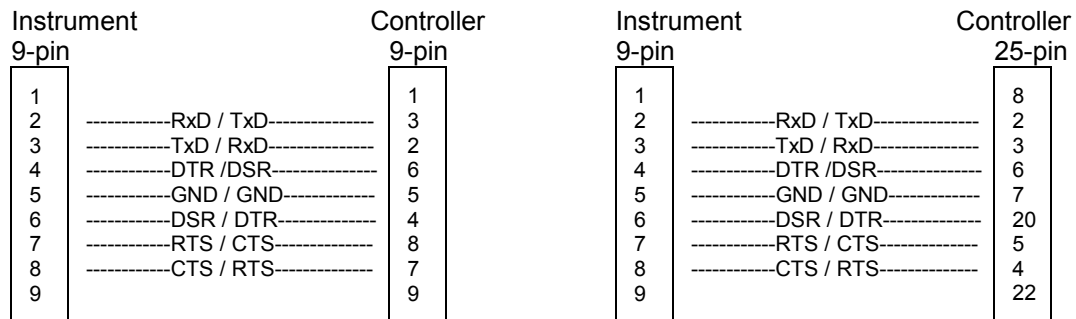 Instrument Controller Instrument Controller
9-pin 9-pin 9-pin 25-pin
1 1 1 8
2 -------------RxD / TxD---------------- 3 2 -------------RxD / TxD---------------- 2
3 -------------TxD / RxD---------------- 2 3 -------------TxD / RxD---------------- 3
4 -------------DTR /DSR---------------- 6 4 -------------DTR /DSR---------------- 6
5 -------------GND / GND-------------- 5 5 -------------GND / GND-------------- 7
6 -------------DSR / DTR--------------- 4 6 -------------DSR / DTR--------------- 20
7 -------------RTS / CTS--------------- 8 7 -------------RTS / CTS--------------- 5
8 -------------CTS / RTS--------------- 7 8 -------------CTS / RTS--------------- 4
9 9 9 22